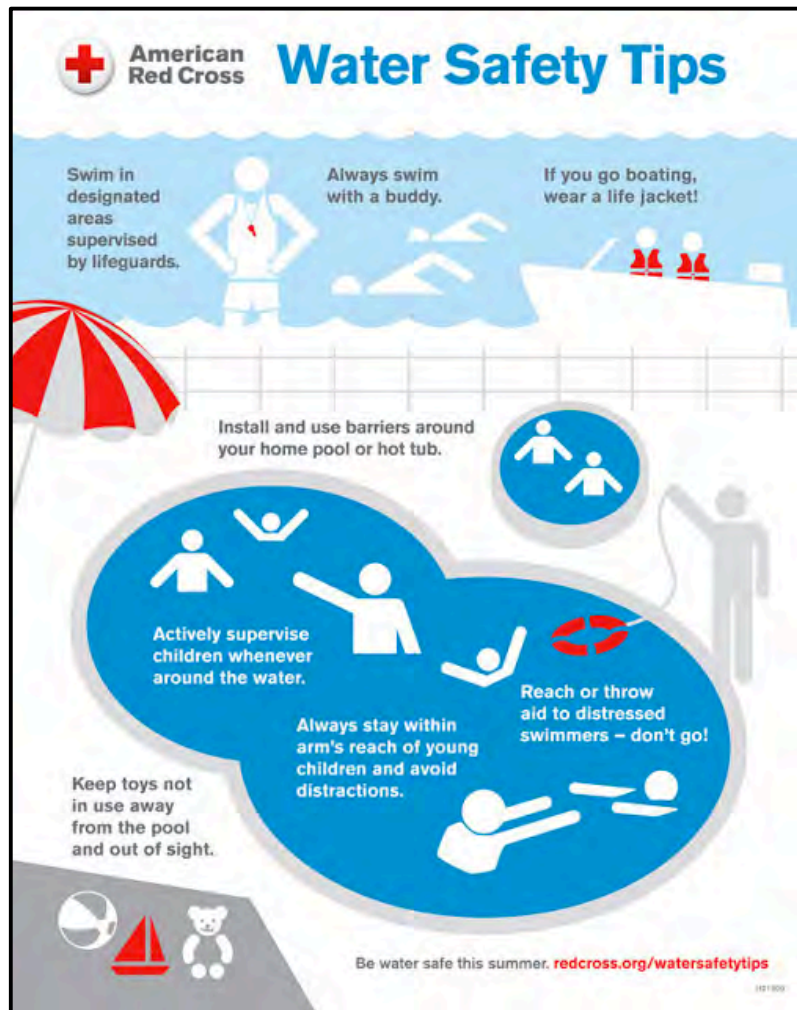 American
Red Cross
Water Safety Tips
Swim in
designated
areas
supervised
by lifeguards.
Always swim
with a buddy.
If you go boating,
wear a life jacket!
Install and use barriers around
your home pool or hot tub.
Actively supervise
children whenever
around the water.
Always stay within
arm's reach of young
children and avoid
distractions.
Reach or throw
aid to distressed
swimmers – don't go!
Keep toys not
in use away
from the pool
and out of sight.
Be water safe this summer. redcross.org/watersafetytips